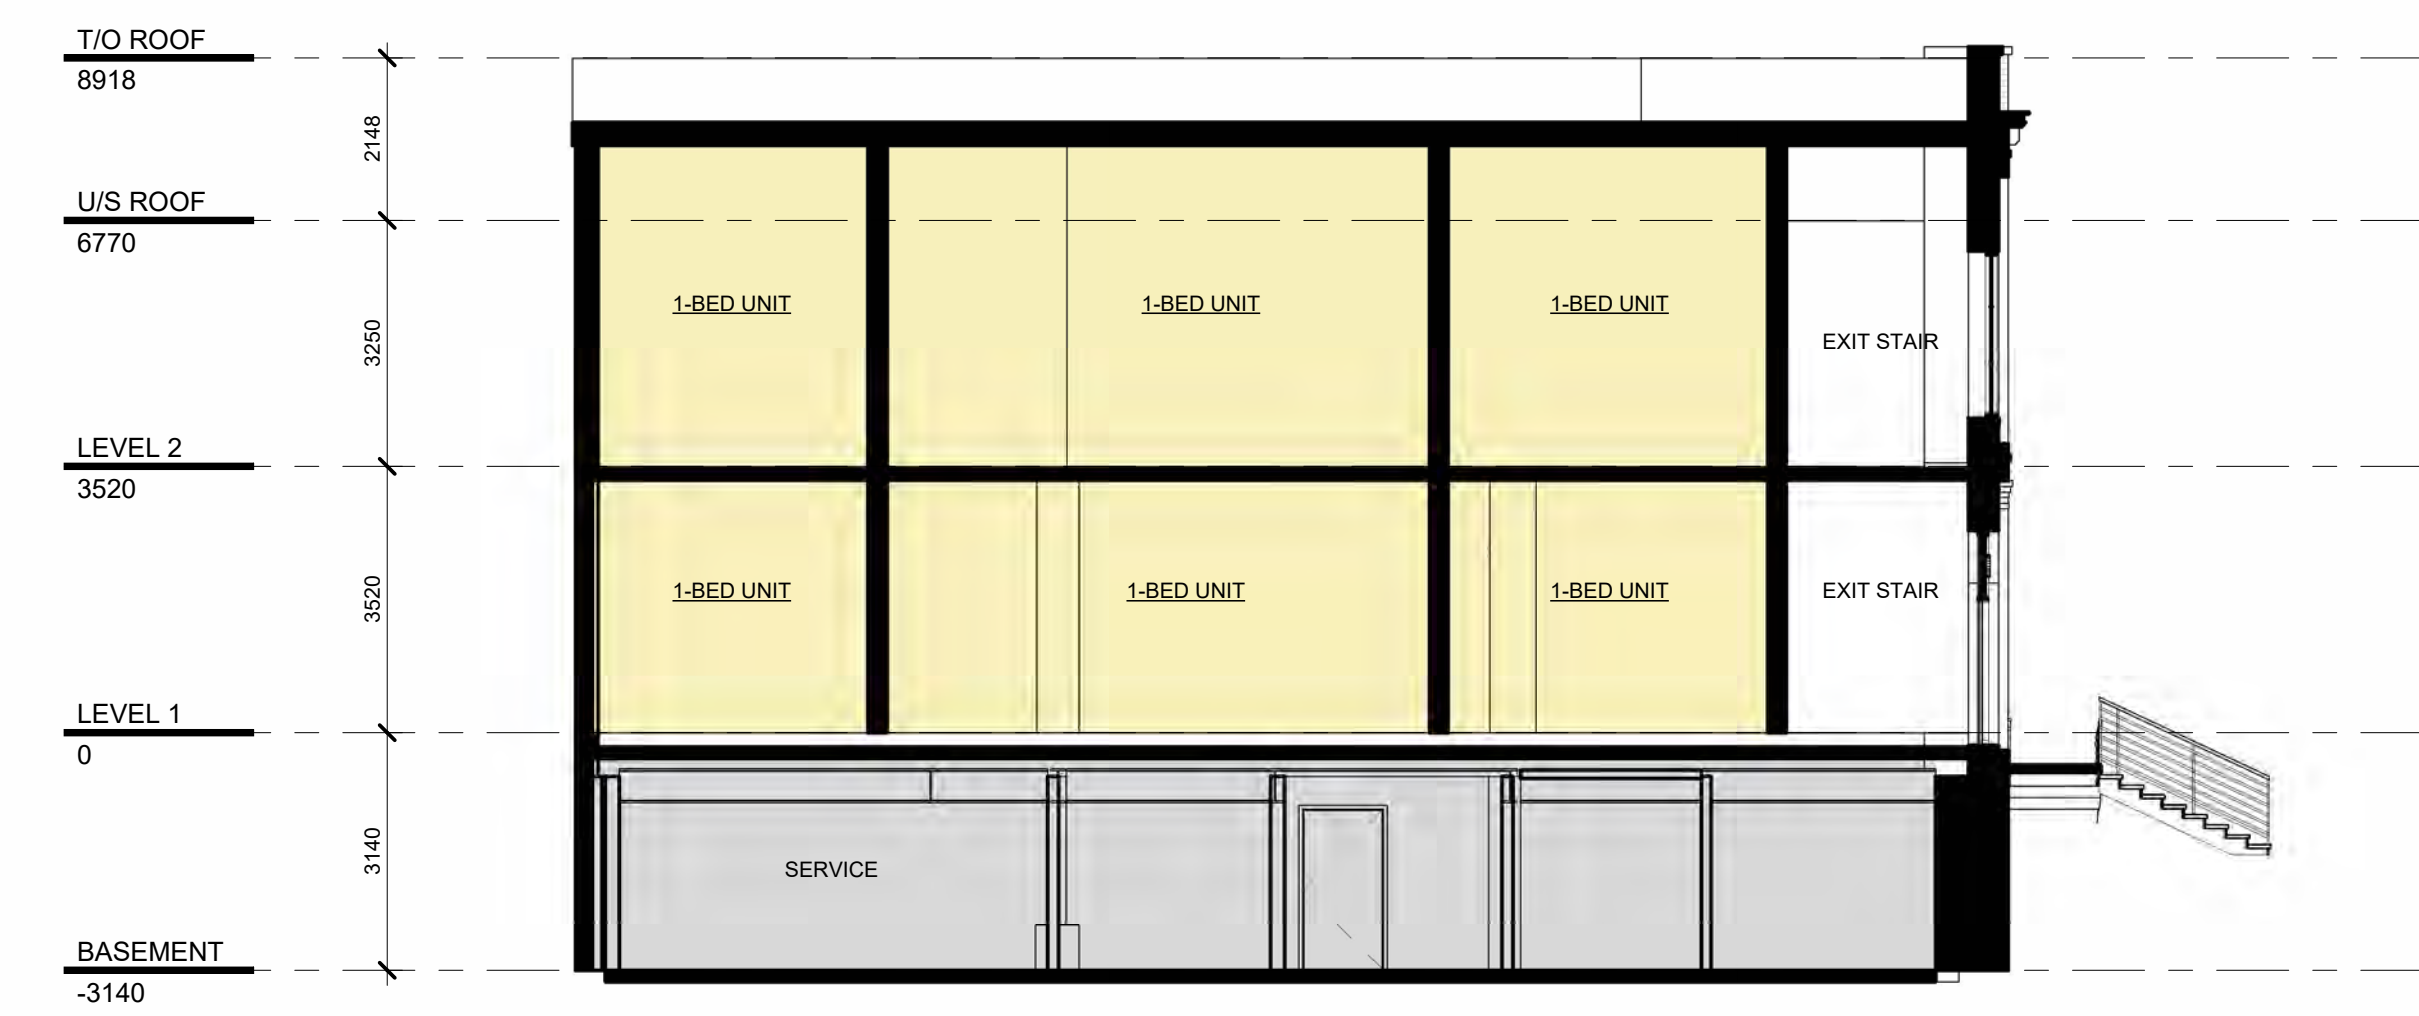 T/O ROOF
8918
2148
U/S ROOF
6770
1-BED UNIT
1-BED UNIT
1-BED UNIT
EXIT STAIR
3250
LEVEL 2
3520
1-BED UNIT
1-BED UNIT
1-BED UNIT
EXIT STAIR
3520
LEVEL 1
0
3140
SERVICE
BASEMENT
-3140